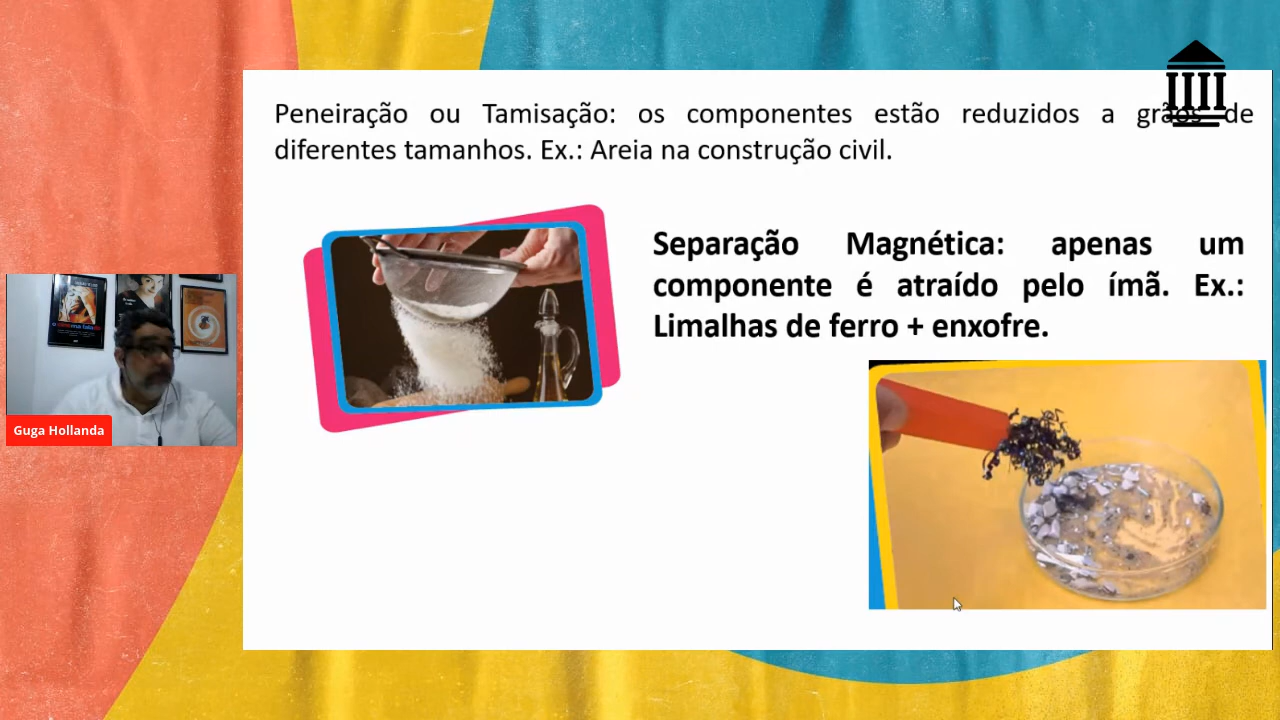 Peneiração ou Tamisação: os componentes estão reduzidos a grãos de
diferentes tamanhos. Ex.: Areia na construção civil.
Separação Magnética: apenas um
componente é atraído pelo ímã. Ex.:
Limalhas de ferro + enxofre.
Guga Hollanda